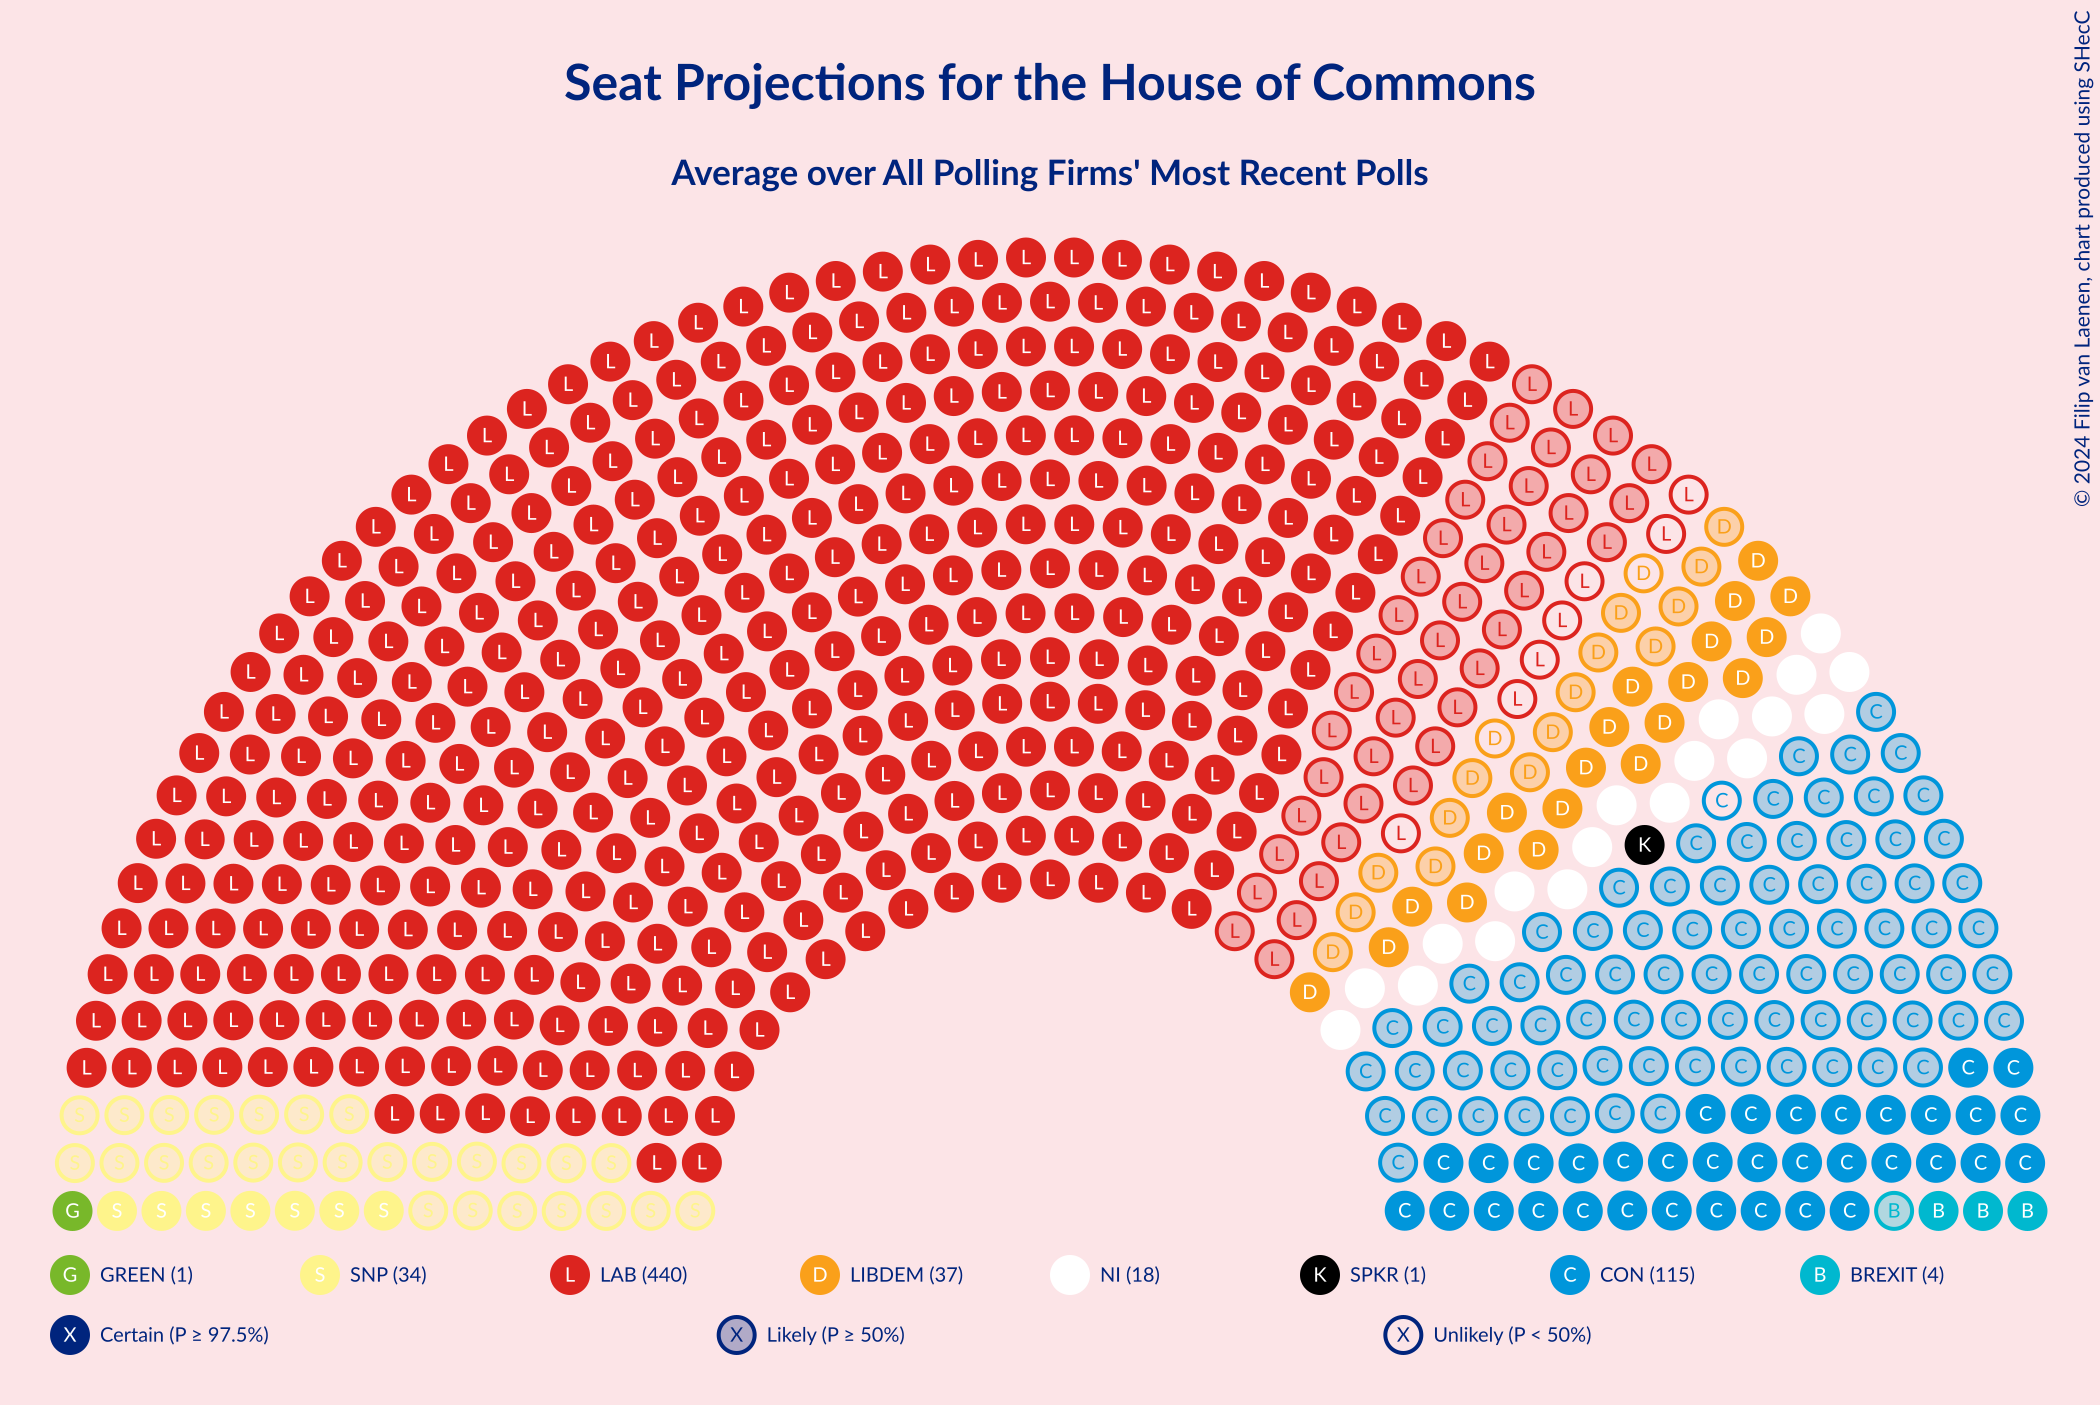 Seat Projections for the House of Commons
Average over All Polling Firms' Most Recent Polls
© 2024 Filip van Laenen, chart produced using SHecC
G GREEN (1)
S SNP (34)
L LAB (440)
D LIBDEM (37)
NI (18)
K SPKR (1)
C CON (115)
B BREXIT (4)
X Certain (P ≥ 97.5%)
X Likely (P ≥ 50%)
X Unlikely (P < 50%)